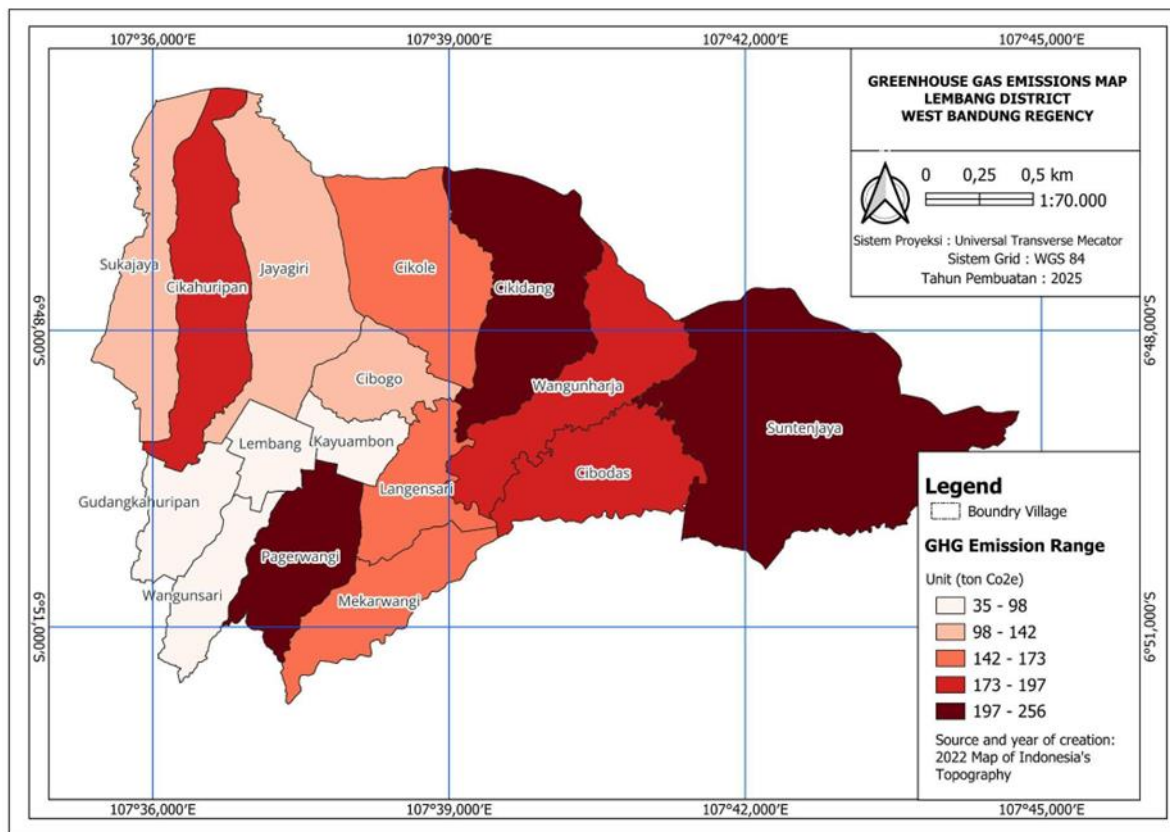 107°36,000′E 107°39,000′E 107°42,000′E 107°45,000′E
GREENHOUSE GAS EMISSIONS MAP
LEMBANG DISTRICT
WEST BANDUNG REGENCY
0 0,25 0,5 km
1:70.000
Sistem Proyeksi : Universal Transverse Mecator
Sistem Grid : WGS 84
Tahun Pembuatan : 2025
Sukajaya
Cikahuripan
Jayagiri
Cikole
Cikidang
6°48,000′S
6°48,000′S
Cibogo
Wangunharja
Lembang
Kayuambon
Suntenjaya
Cibodas
Langensari
Gudangkahuripan
Pagerwangi
Wangunsari
Mekarwangi
6°51,000′S
6°51,000′S
Legend
Boundry Village
GHG Emission Range
Unit (ton Co2e)
35 - 98
98 - 142
142 - 173
173 - 197
197 - 256
Source and year of creation:
2022 Map of Indonesia's
Topography
107°36,000′E 107°39,000′E 107°42,000′E 107°45,000′E